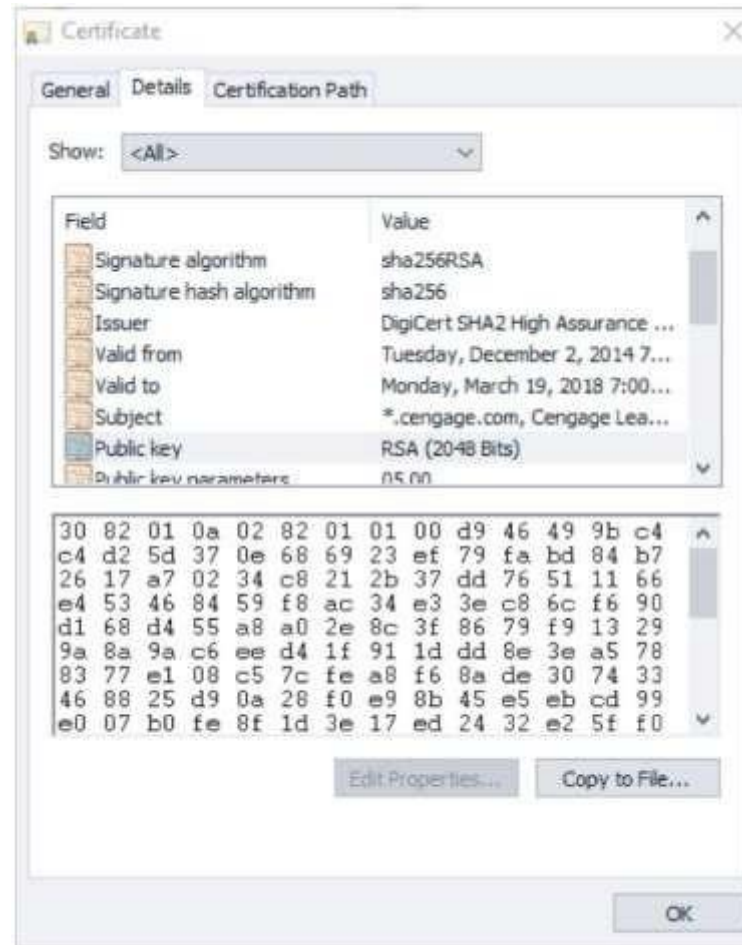 Certificate
General Details Certification Path
Show: <All>
Field Value
Signature algorithm sha256RSA
Signature hash algorithm sha256
Issuer DigiCert SHA2 High Assurance ...
Valid from Tuesday, December 2, 2014 7...
Valid to Monday, March 19, 2018 7:00...
Subject *.cengage.com, Cengage Lea...
Public key RSA (2048 Bits)
Public key parameters 05 00
30 82 01 0a 02 82 01 01 00 d9 46 49 9b c4
c4 d2 5d 37 0e 68 69 23 ef 79 fa bd 84 b7
26 17 a7 02 34 c8 21 2b 37 dd 76 51 11 66
e4 53 46 84 59 f8 ac 34 e3 3e c8 6c f6 90
d1 68 d4 55 a8 a0 2e 8c 3f 86 79 f9 13 29
9a 8a 9a c6 ee d4 1f 91 1d dd 8e 3e a5 78
83 77 e1 08 c5 7c fe a8 f6 8a de 30 74 33
46 88 25 d9 0a 28 f0 e9 8b 45 e5 eb cd 99
e0 07 b0 fe 8f 1d 3e 17 ed 24 32 e2 5f f0
Edit Properties... Copy to File...
OK